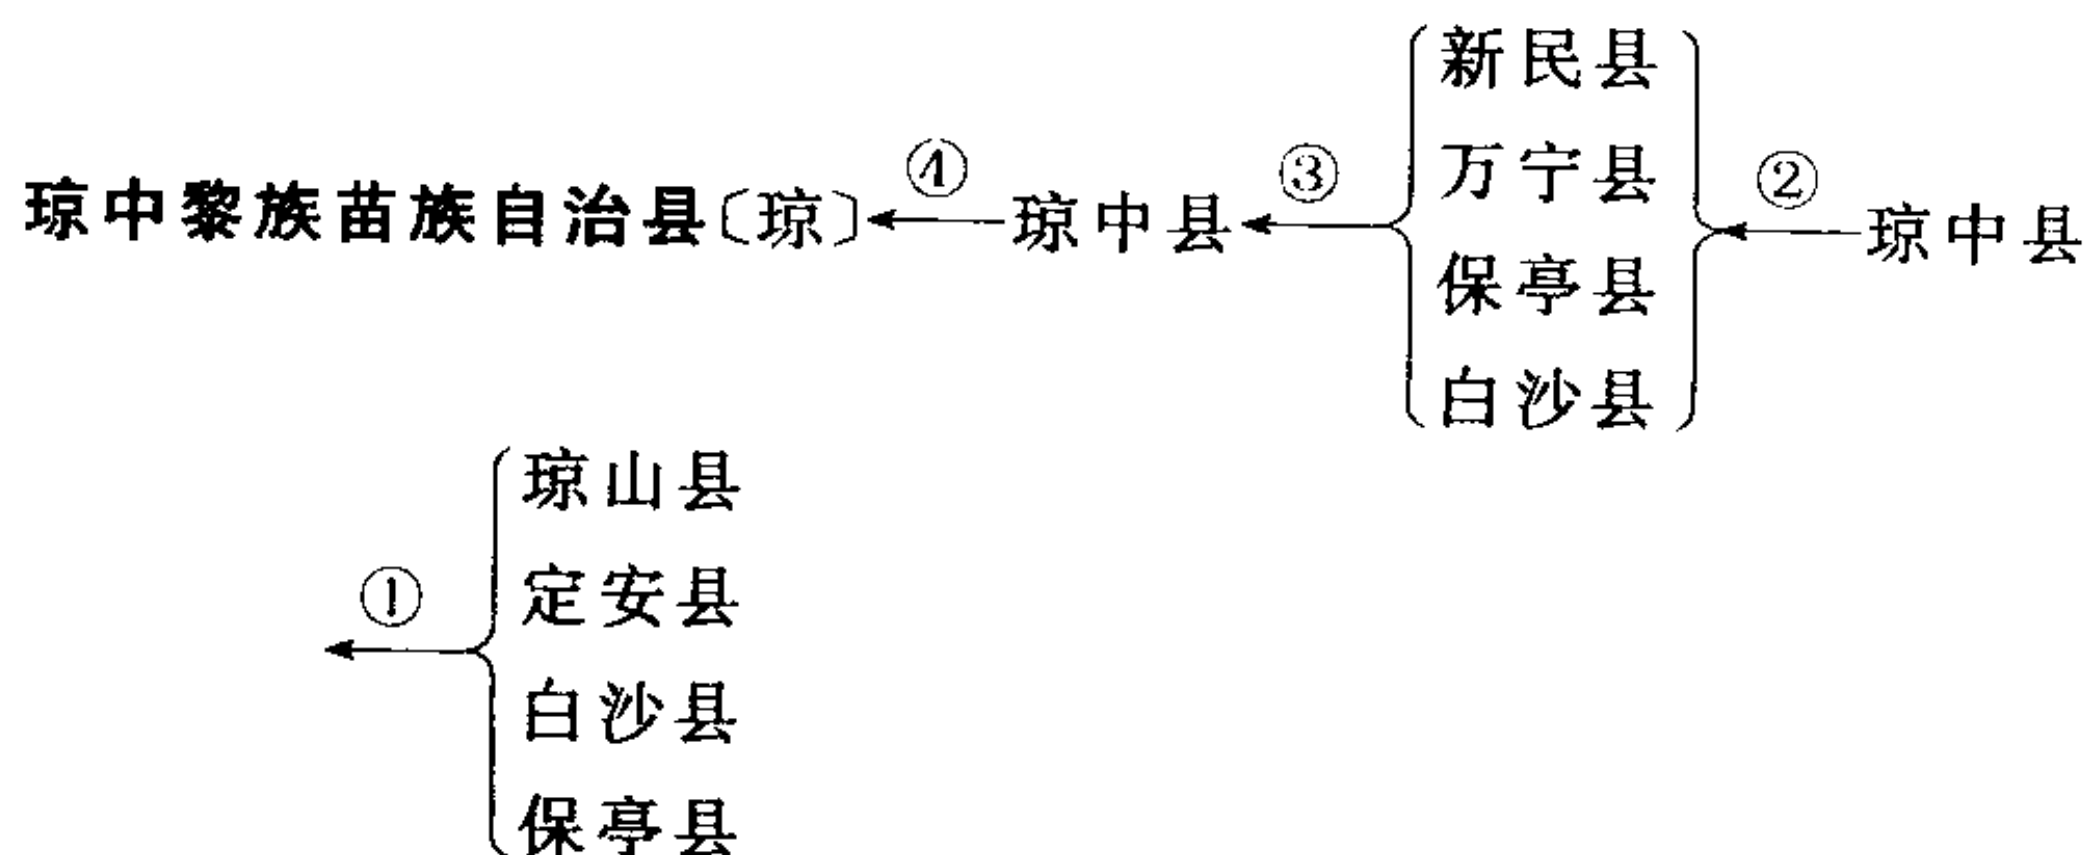 琼中黎族苗族自治县〔琼〕 ④ 琼中县 ③ 新民县 万宁县 保亭县 白沙县 ② 琼中县
① 琼山县
定安县
白沙县
保亭县